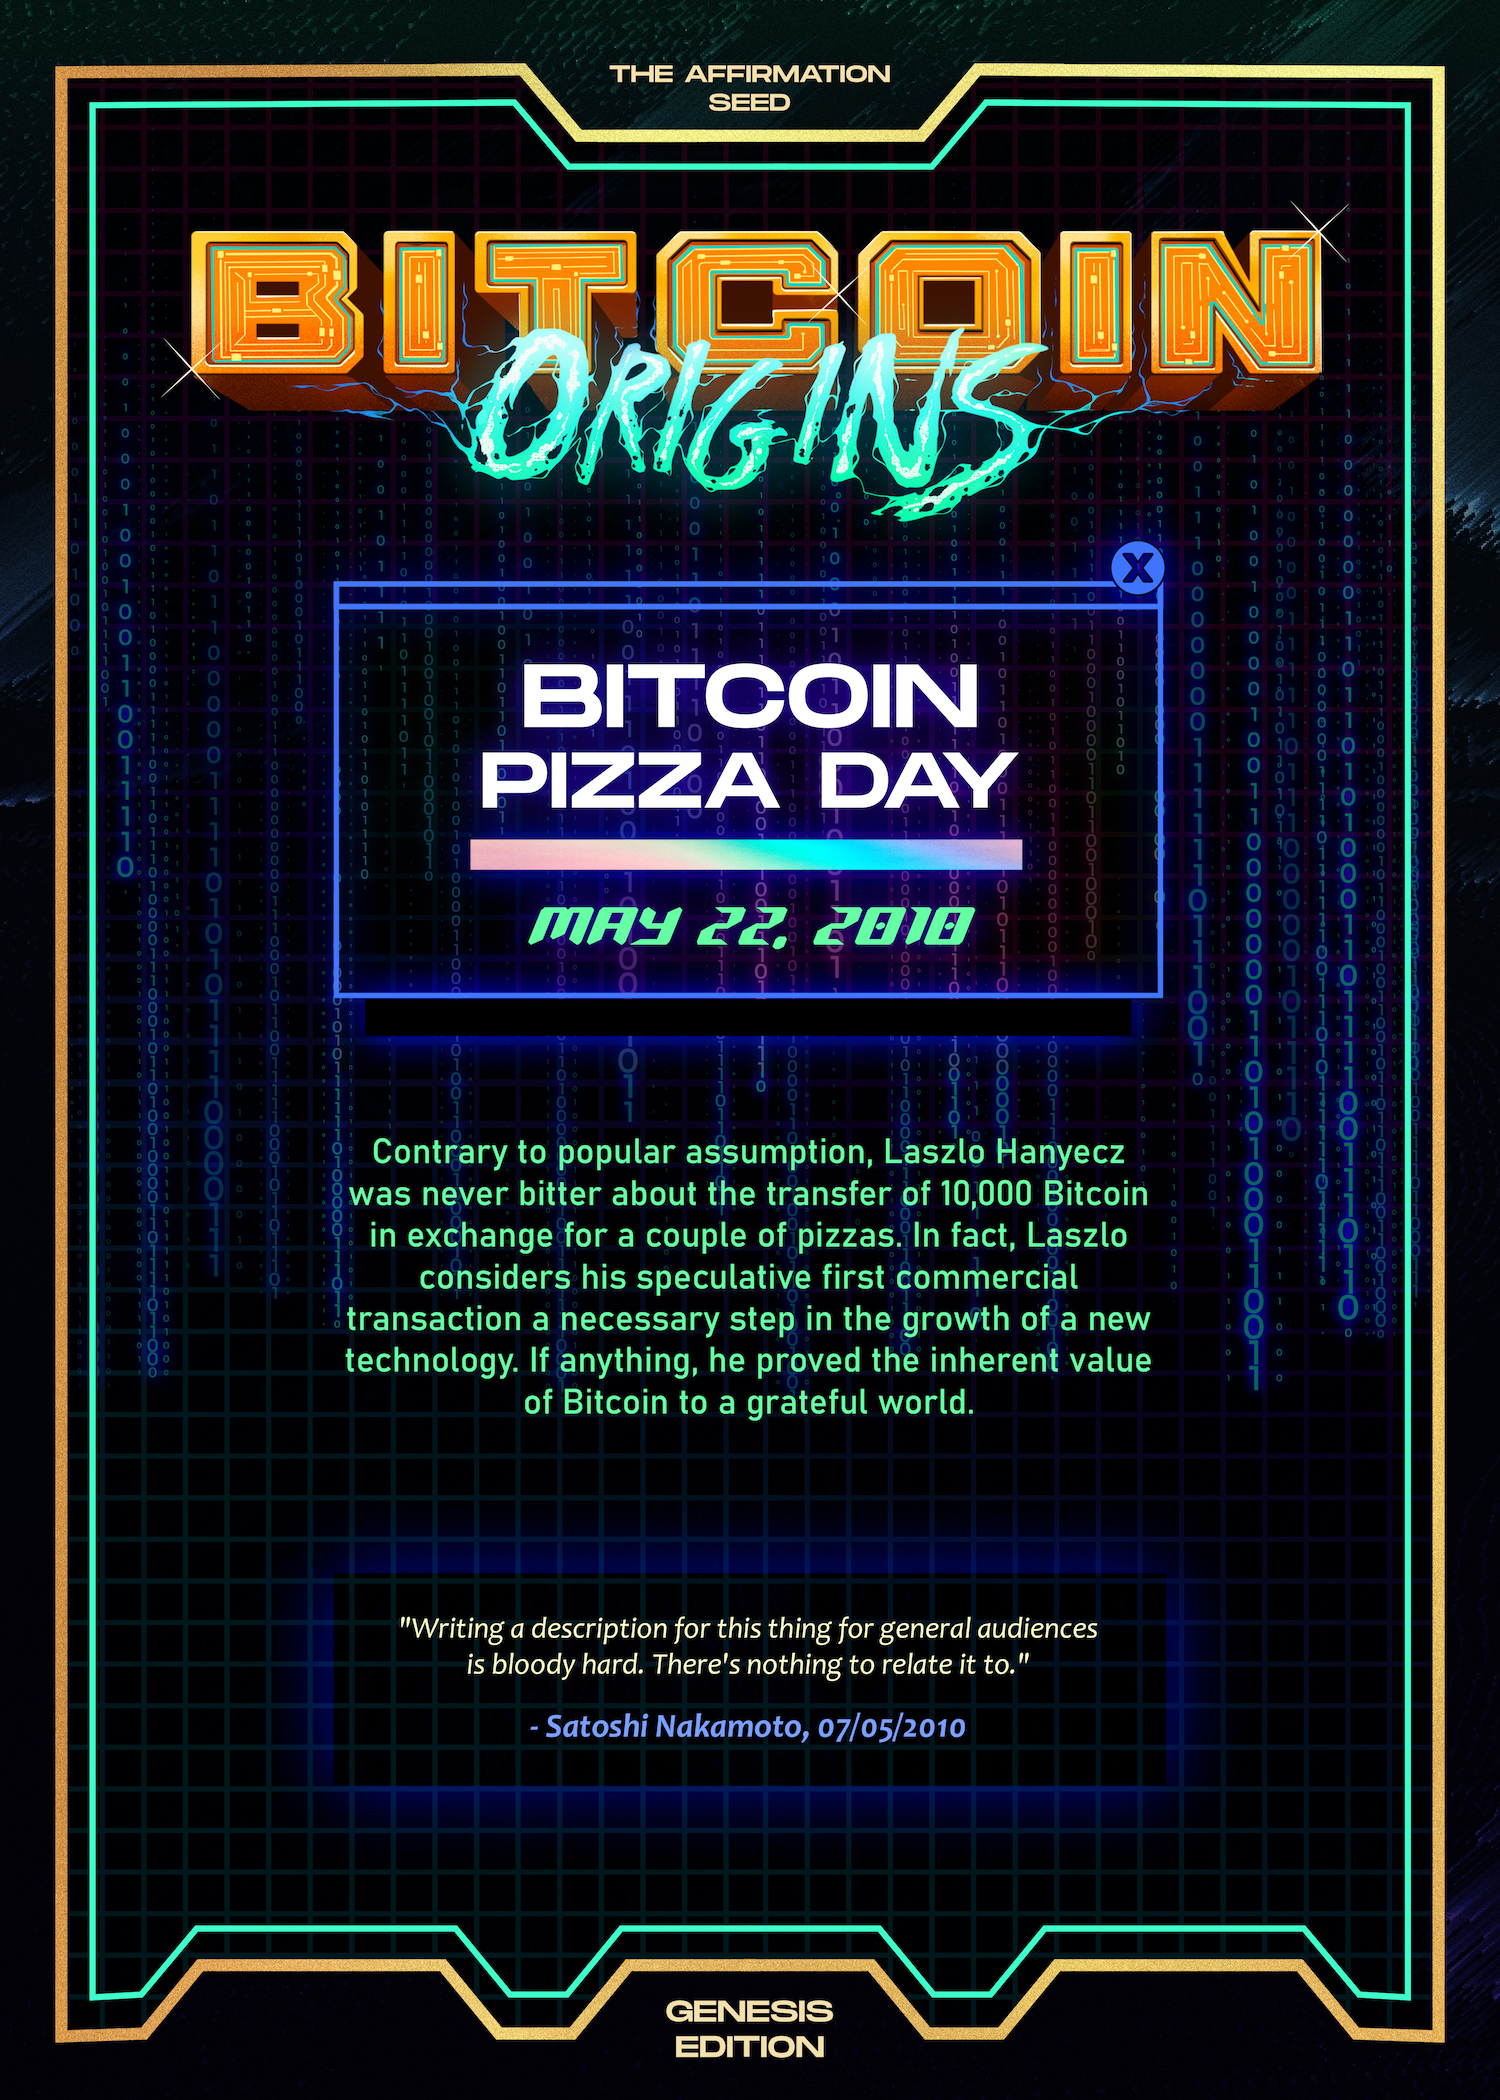 THE AFFIRMATION
SEED
BITCOIN
ORIGINS
X
BITCOIN
PIZZA DAY
MAY 22, 2010
Contrary to popular assumption, Laszlo Hanyecz
was never bitter about the transfer of 10,000 Bitcoin
in exchange for a couple of pizzas. In fact, Laszlo
considers his speculative first commercial
transaction a necessary step in the growth of a new
technology. If anything, he proved the inherent value
of Bitcoin to a grateful world.
"Writing a description for this thing for general audiences
is bloody hard. There's nothing to relate it to."
- Satoshi Nakamoto, 07/05/2010
GENESIS
EDITION